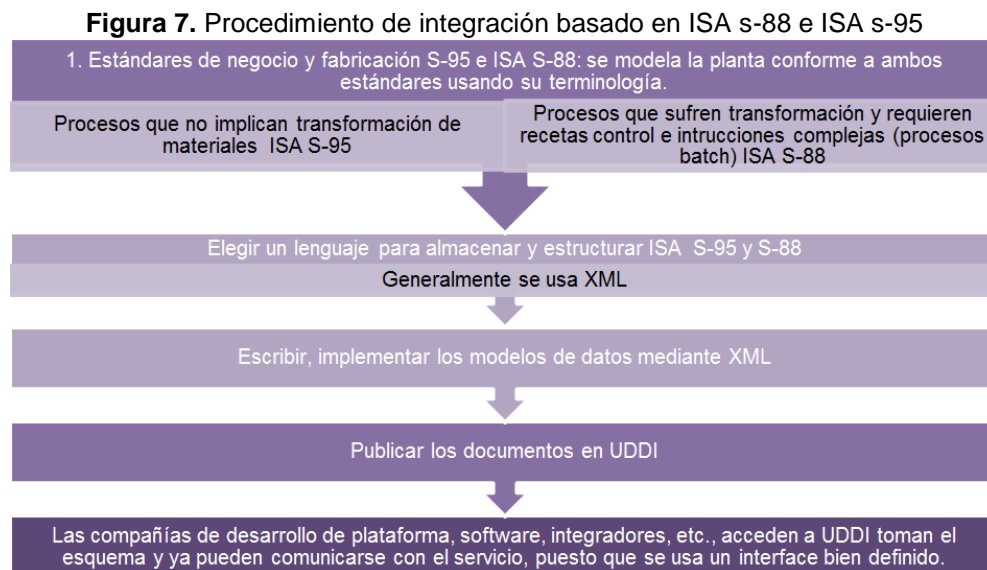 Figura 7. Procedimiento de integración basado en ISA s-88 e ISA s-95
1. Estándares de negocio y fabricación S-95 e ISA S-88: se modela la planta conforme a ambos
estándares usando su terminología.
Procesos que no implican transformación de
materiales ISA S-95
Procesos que sufren transformación y requieren
recetas control e intrucciones complejas (procesos
batch) ISA S-88
Elegir un lenguaje para almacenar y estructurar ISA S-95 y S-88
Generalmente se usa XML
Escribir, implementar los modelos de datos mediante XML
Publicar los documentos en UDDI
Las compañías de desarrollo de plataforma, software, integradores, etc., acceden a UDDI toman el
esquema y ya pueden comunicarse con el servicio, puesto que se usa un interface bien definido.